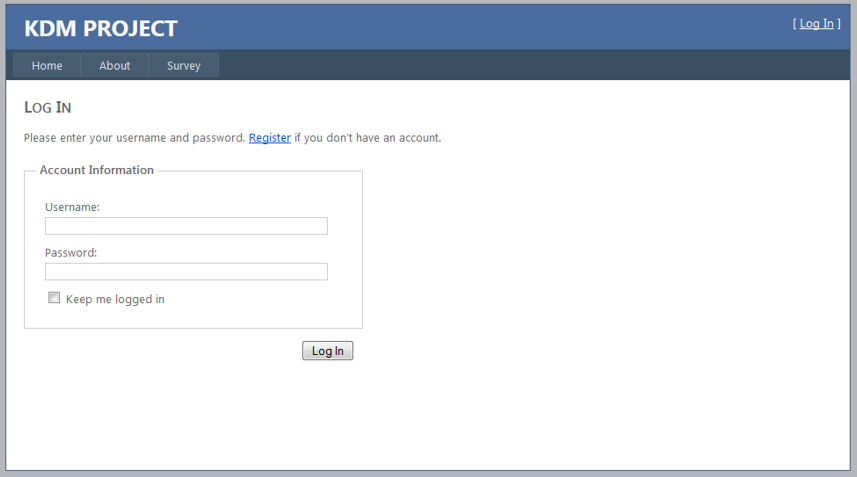 KDM PROJECT
[ Log In ]
Home About Survey
LOG IN
Please enter your username and password. Register if you don't have an account.
Account Information
Username:
Password:
Keep me logged in
Log In